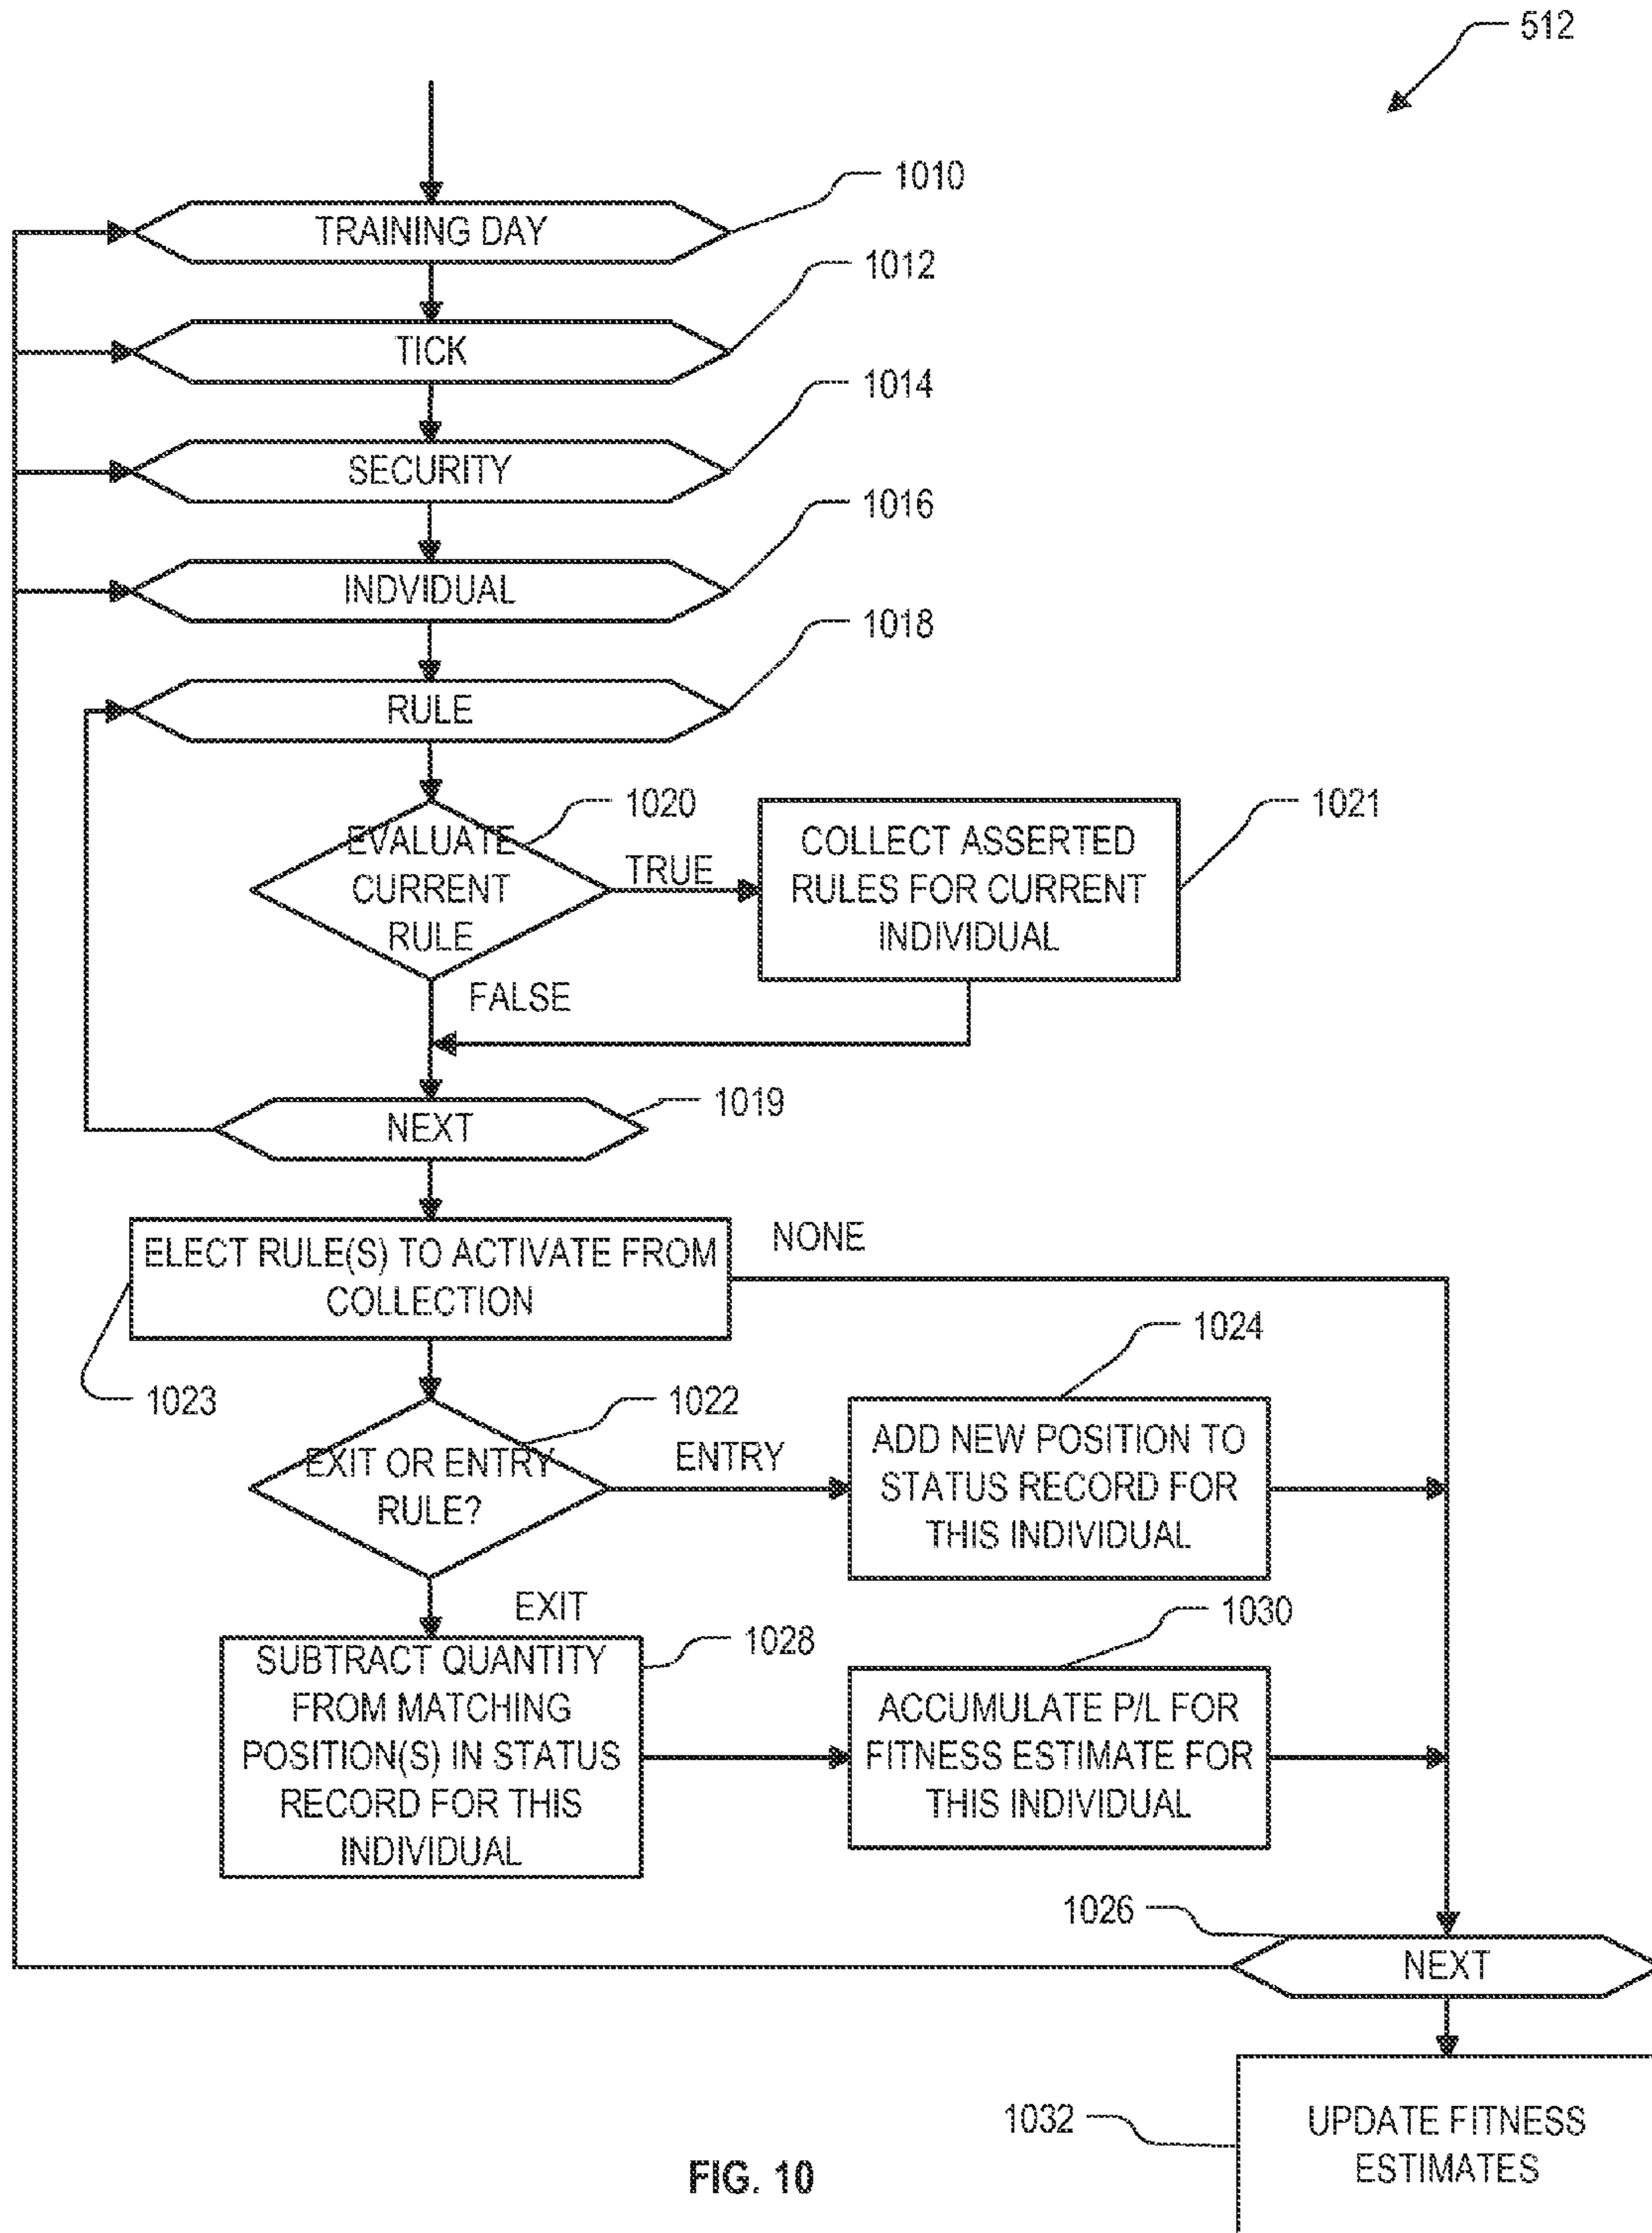 512
1010
TRAINING DAY
1012
TICK
1014
SECURITY
1016
INDVIDUAL
1018
RULE
1020
EVALUATE
CURRENT
RULE
TRUE
1021
COLLECT ASSERTED
RULES FOR CURRENT
INDIVIDUAL
FALSE
1019
NEXT
ELECT RULE(S) TO ACTIVATE FROM
COLLECTION
NONE
1023
1022
EXIT OR ENTRY
RULE?
ENTRY
1024
ADD NEW POSITION TO
STATUS RECORD FOR
THIS INDIVIDUAL
EXIT
1028
SUBTRACT QUANTITY
FROM MATCHING
POSITION(S) IN STATUS
RECORD FOR THIS
INDIVIDUAL
1030
ACCUMULATE P/L FOR
FITNESS ESTIMATE FOR
THIS INDIVIDUAL
1026
NEXT
1032
UPDATE FITNESS
ESTIMATES
FIG. 10